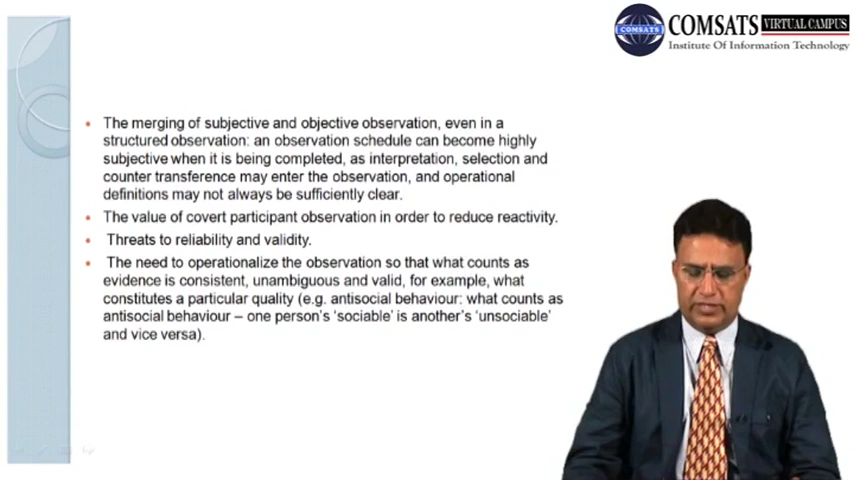 COMSATS
COMSATS VIRTUAL CAMPUS
Institute Of Information Technology
The merging of subjective and objective observation, even in a
structured observation: an observation schedule can become highly
subjective when it is being completed, as interpretation, selection and
counter transference may enter the observation, and operational
definitions may not always be sufficiently clear.
The value of covert participant observation in order to reduce reactivity.
Threats to reliability and validity.
The need to operationalize the observation so that what counts as
evidence is consistent, unambiguous and valid, for example, what
constitutes a particular quality (e.g. antisocial behaviour: what counts as
antisocial behaviour – one person's 'sociable' is another's 'unsociable'
and vice versa).